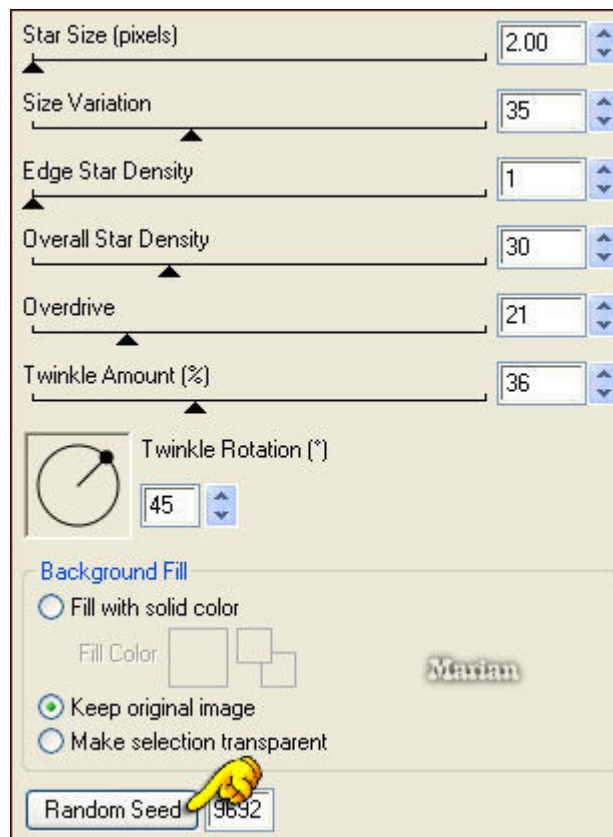 Star Size (pixels) 2.00
Size Variation 35
Edge Star Density 1
Overall Star Density 30
Overdrive 21
Twinkle Amount (%) 36
Twinkle Rotation (°)
45
Background Fill
Fill with solid color
Fill Color
Marian
Keep original image
Make selection transparent
Random Seed 9692